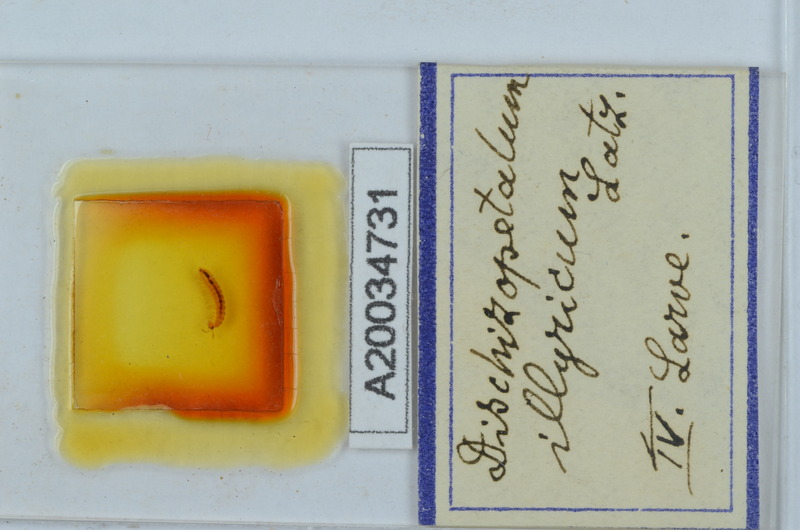 A20034731
Dischizopetalum
illyricum
Latz.
IV. Larve.